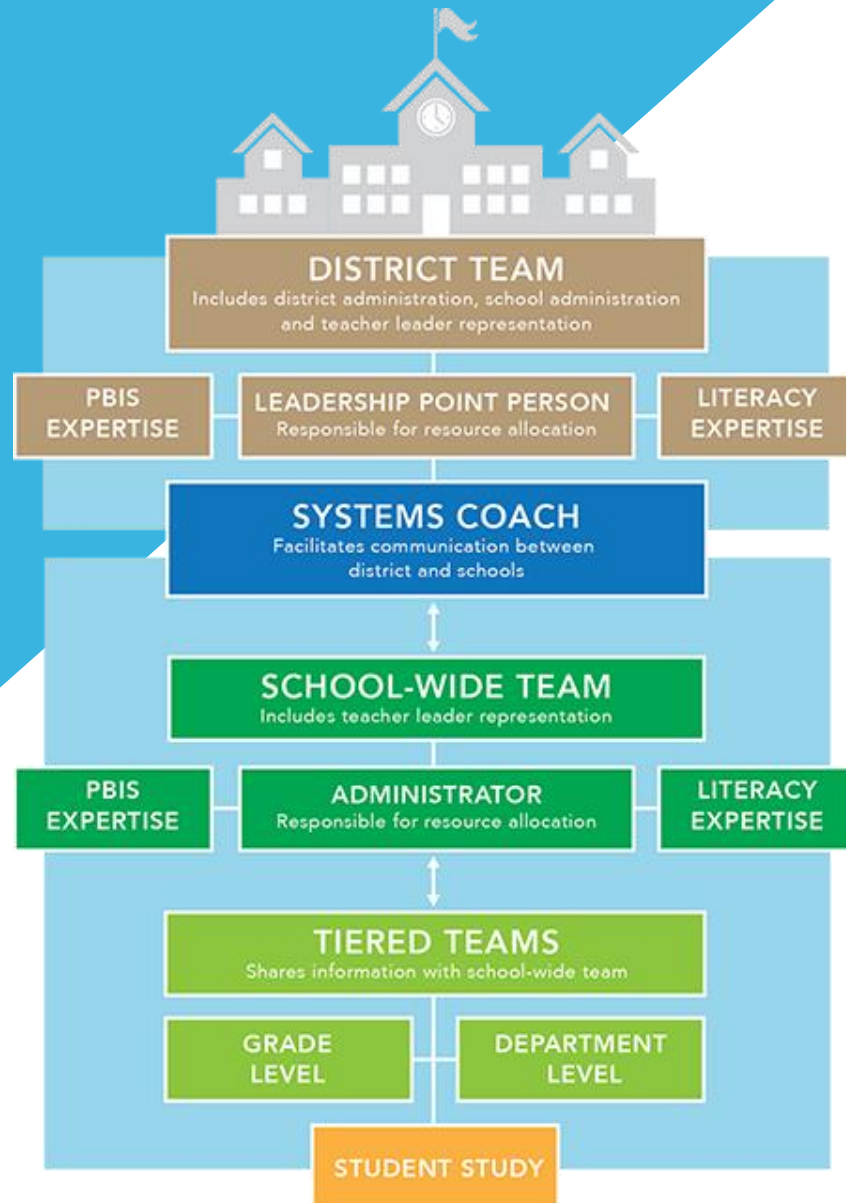 DISTRICT TEAM
Includes district administration, school administration
and teacher leader representation
PBIS
EXPERTISE
LEADERSHIP POINT PERSON
Responsible for resource allocation
LITERACY
EXPERTISE
SYSTEMS COACH
Facilitates communication between
district and schools
SCHOOL-WIDE TEAM
Includes teacher leader representation
PBIS
EXPERTISE
ADMINISTRATOR
Responsible for resource allocation
LITERACY
EXPERTISE
TIERED TEAMS
Shares information with school-wide team
GRADE
LEVEL
DEPARTMENT
LEVEL
STUDENT STUDY